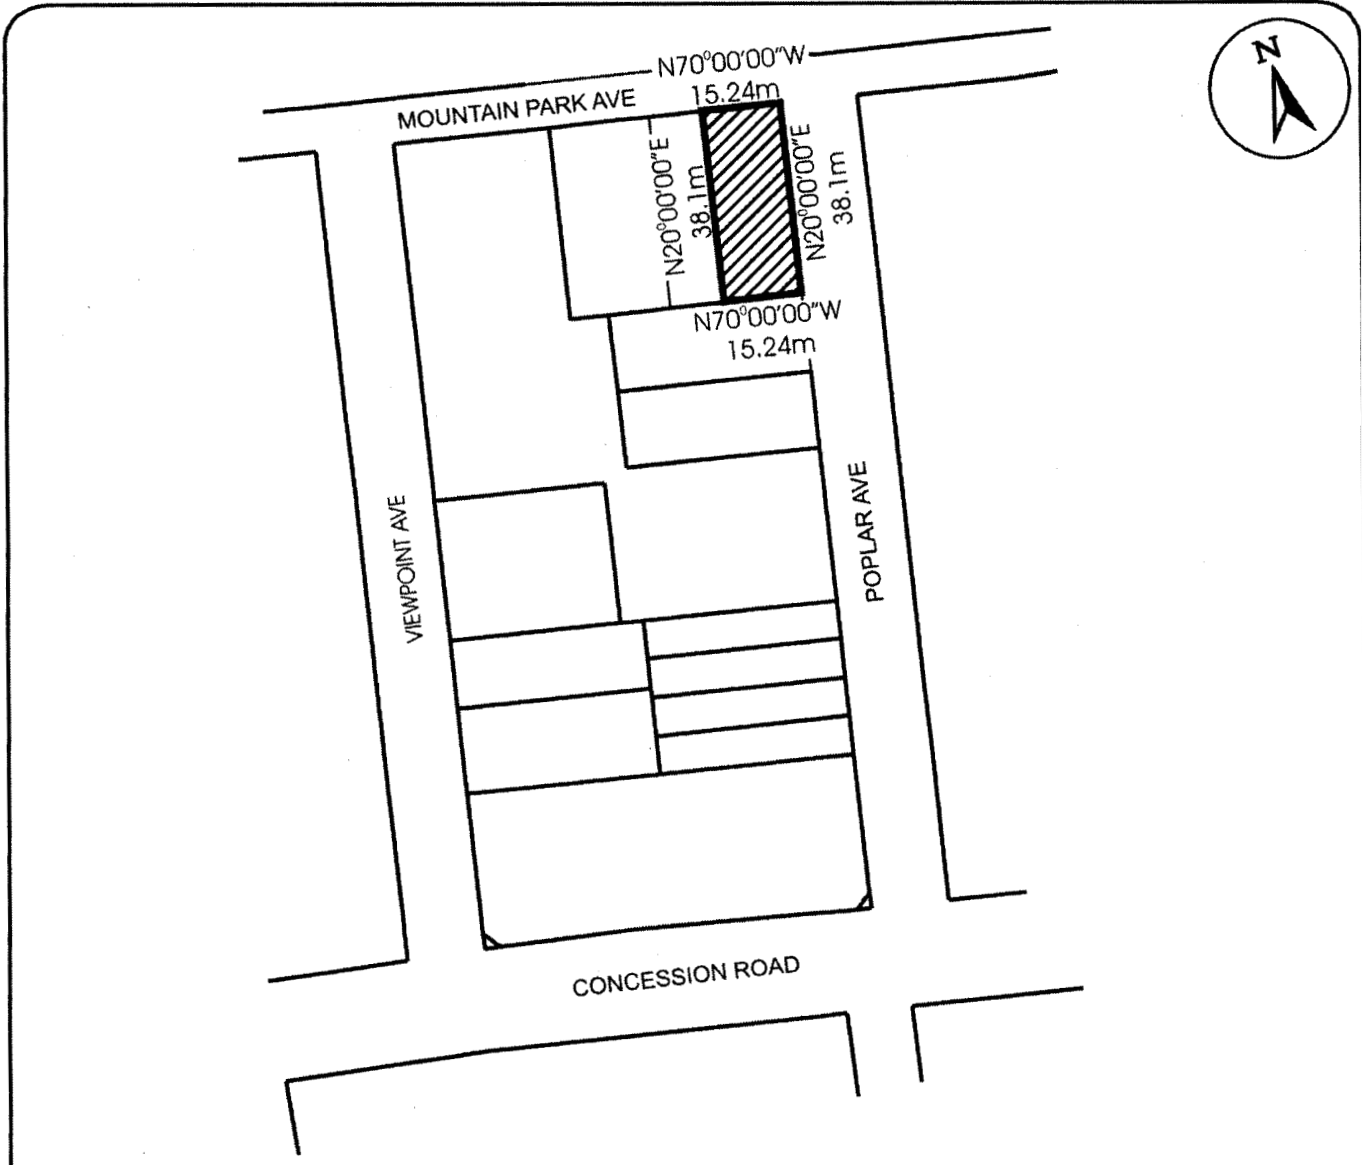 N
N70°00'00"W
15.24m
MOUNTAIN PARK AVE
N20°00'00"E
38.1m
N20°00'00"E
38.1m
N70°00'00"W
15.24m
VIEWPOINT AVE
POPLAR AVE
CONCESSION ROAD